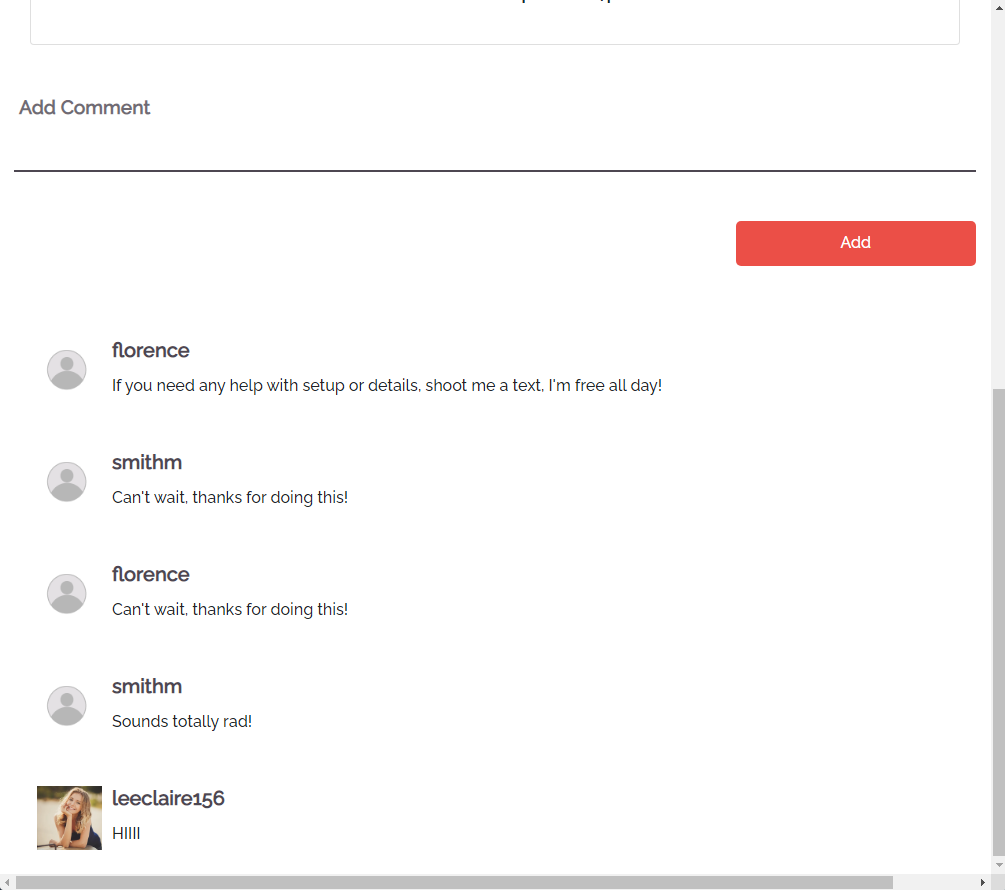 Add Comment
Add
florence
If you need any help with setup or details, shoot me a text, I'm free all day!
smithm
Can't wait, thanks for doing this!
florence
Can't wait, thanks for doing this!
smithm
Sounds totally rad!
leeclaire156
HIIII